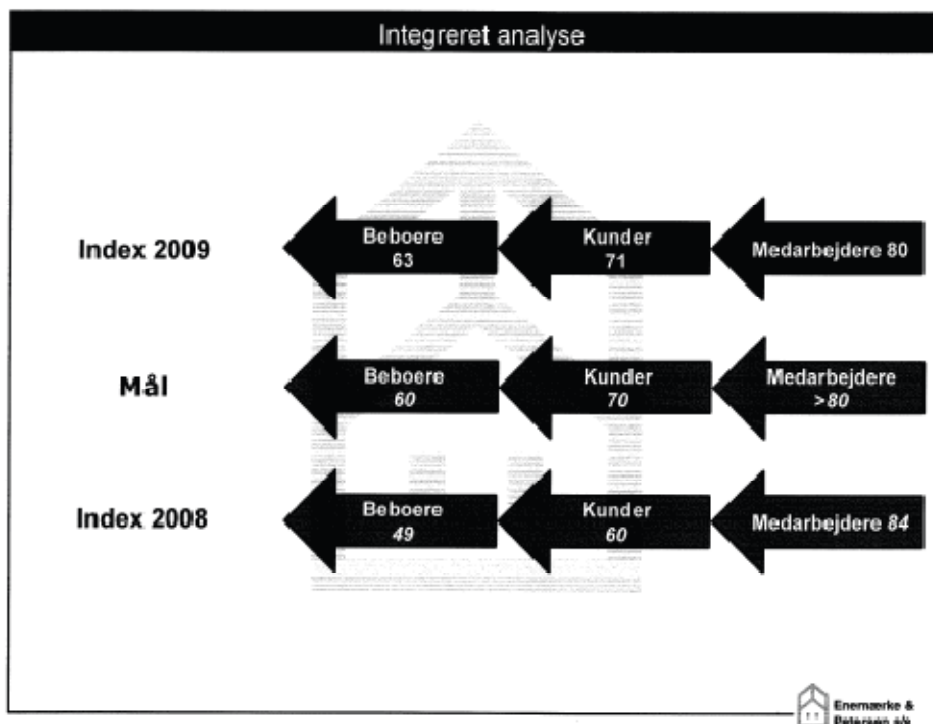 Integreret analyse
Index 2009
Beboere
63
Kunder
71
Medarbejdere 80
Mål
Beboere
60
Kunder
70
Medarbejdere
>80
Index 2008
Beboere
49
Kunder
60
Medarbejdere 84
Enemærke &
Petersen a/s